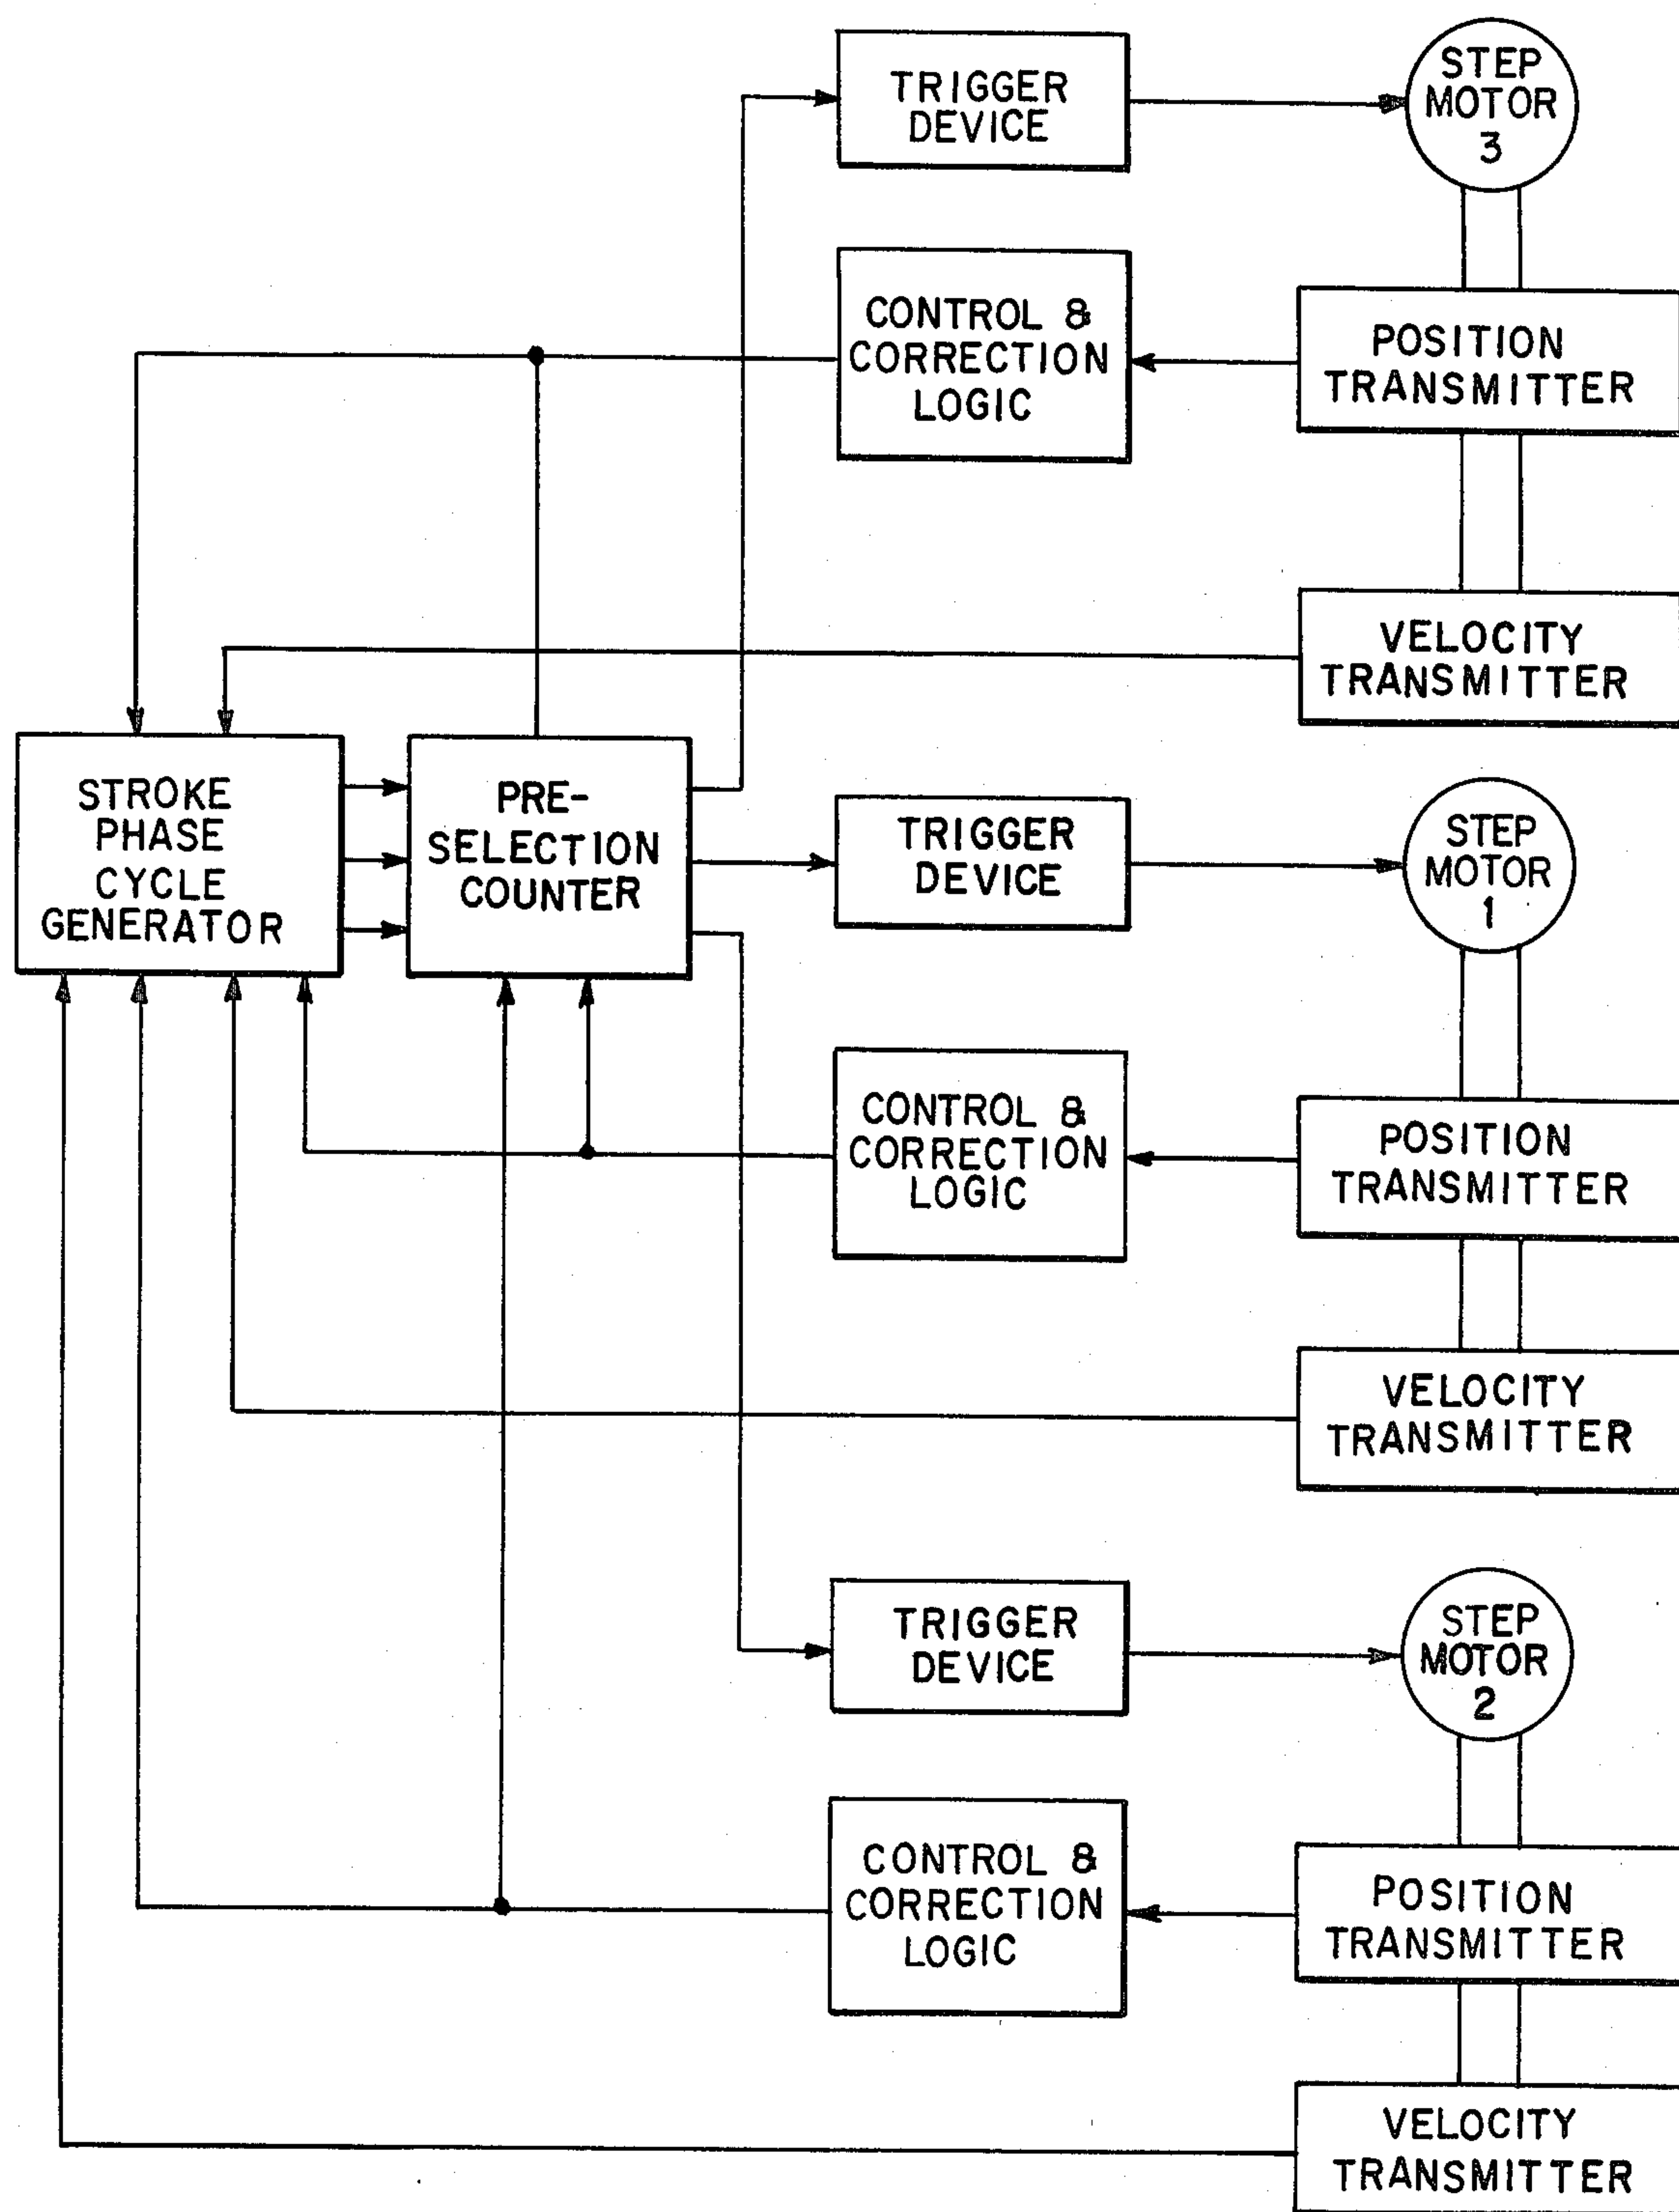 TRIGGER
DEVICE
STEP
MOTOR
3
CONTROL &
CORRECTION
LOGIC
POSITION
TRANSMITTER
VELOCITY
TRANSMITTER
STROKE
PHASE
CYCLE
GENERATOR
PRE-
SELECTION
COUNTER
TRIGGER
DEVICE
STEP
MOTOR
1
CONTROL &
CORRECTION
LOGIC
POSITION
TRANSMITTER
VELOCITY
TRANSMITTER
TRIGGER
DEVICE
STEP
MOTOR
2
CONTROL &
CORRECTION
LOGIC
POSITION
TRANSMITTER
VELOCITY
TRANSMITTER